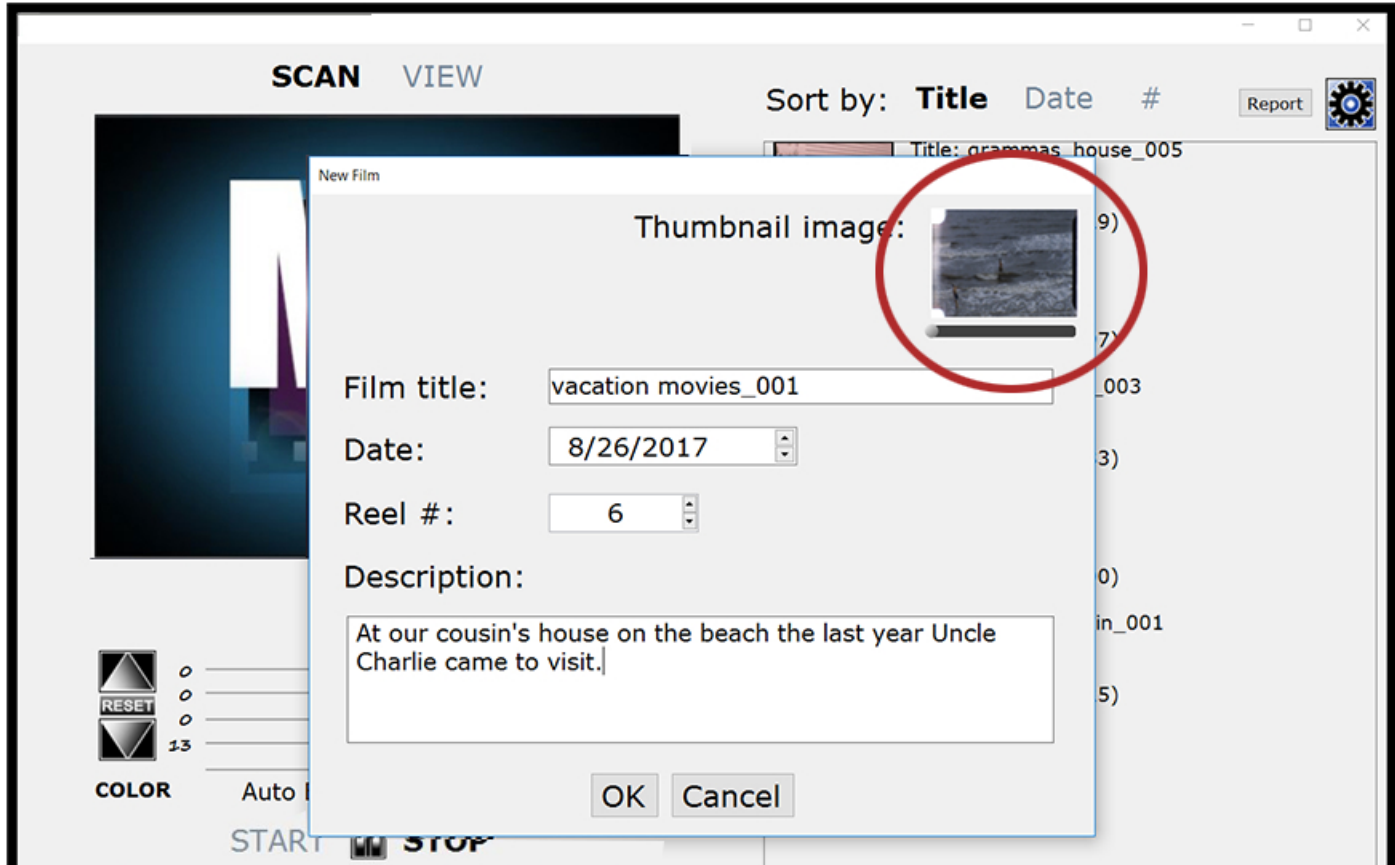 SCAN VIEW
Sort by: Title Date # Report
Title: grammas_house_005
New Film
Thumbnail image:
9)
7)
Film title: vacation movies_001
_003
Date: 8/26/2017
3)
Reel #: 6
Description:
0)
At our cousin's house on the beach the last year Uncle
Charlie came to visit.
in_001
0
RESET
0
0
13
5)
COLOR Auto
OK Cancel
START STOP